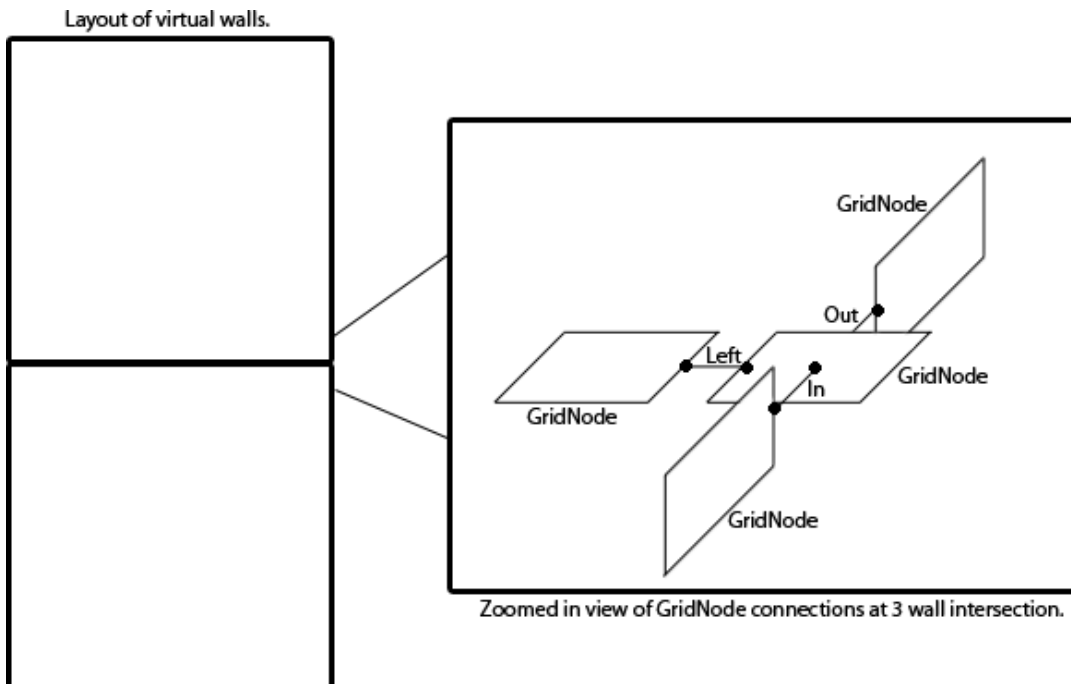 Layout of virtual walls.
GridNode
Out
Left
GridNode
In
GridNode
GridNode
Zoomed in view of GridNode connections at 3 wall intersection.